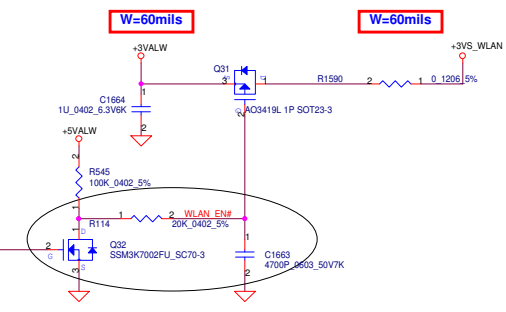 W=60mils
W=60mils
+3VALW
+3VS_WLAN
Q31
3
1
R1590
2
1
0_1206_5%
1
C1664
1U_0402_6.3V6K
2
AO3419L 1P SOT23-3
2
+5VALW
2
R545
100K_0402_5%
1
1
2
WLAN_EN#
R114
20K_0402_5%
1
D
Q32
SSM3K7002FU_SC70-3
2
G
S
3
1
C1663
4700P_0603_50V7K
2